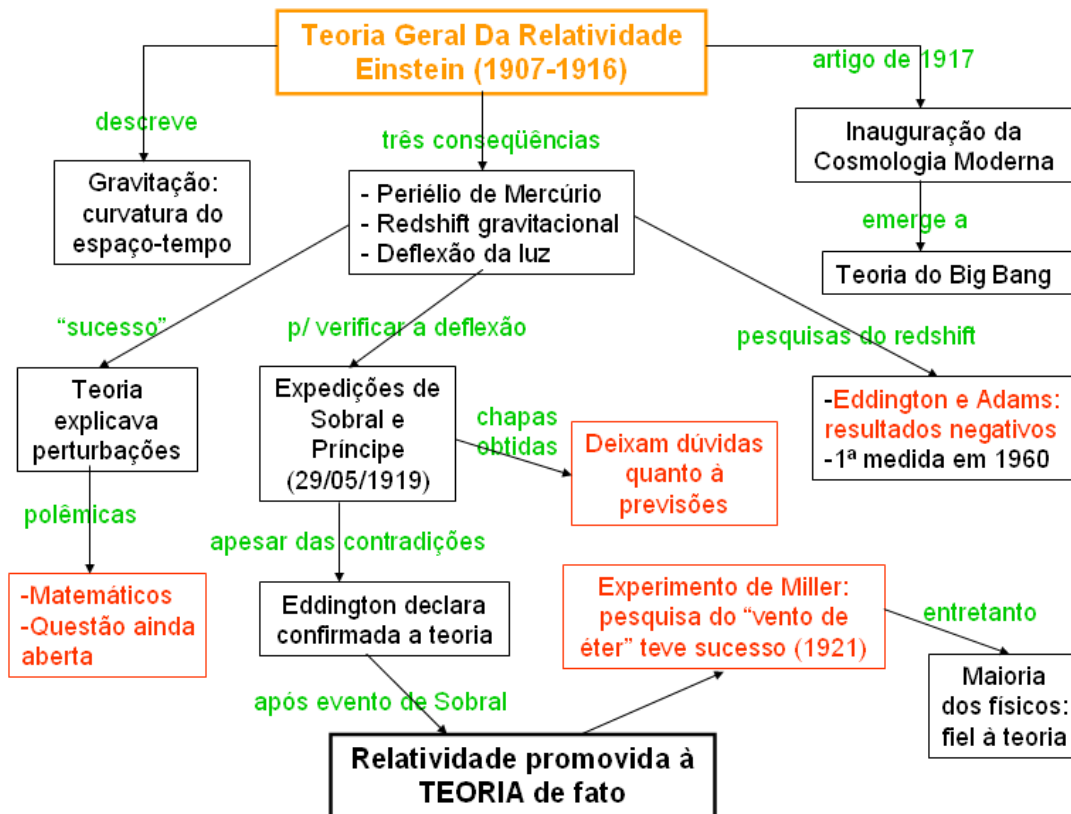 Teoria Geral Da Relatividade
Einstein (1907-1916)
artigo de 1917
descreve
três conseqüências
Inauguração da
Cosmologia Moderna
Gravitação:
curvatura do
espaço-tempo
- Periélio de Mercúrio
- Redshift gravitacional
- Deflexão da luz
emerge a
Teoria do Big Bang
“sucesso”
p/ verificar a deflexão
pesquisas do redshift
Teoria
explicava
perturbações
Expedições de
Sobral e
Príncipe
(29/05/1919)
chapas
obtidas
Deixam dúvidas
quanto à
previsões
-Eddington e Adams:
resultados negativos
-1ª medida em 1960
polêmicas
apesar das contradições
-Matemáticos
-Questão ainda
aberta
Eddington declara
confirmada a teoria
Experimento de Miller:
pesquisa do “vento de
éter” teve sucesso (1921)
entretanto
Maioria
dos físicos:
fiel à teoria
após evento de Sobral
Relatividade promovida à
TEORIA de fato